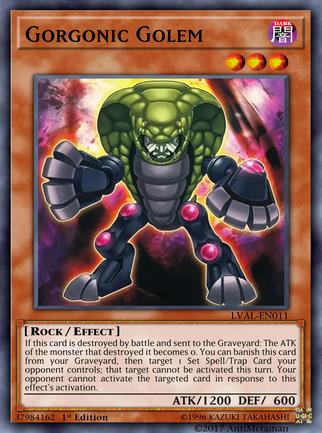 GORGONIC GOLEM
DARK
闇
LVAL-EN011
[ROCK / EFFECT]
If this card is destroyed by battle and sent to the Graveyard: The ATK
of the monster that destroyed it becomes 0. You can banish this card
from your Graveyard, then target 1 Set Spell/Trap Card your
opponent controls; that target cannot be activated this turn. Your
opponent cannot activate the targeted card in response to
this effect's activation.
ATK/1200 DEF/ 600
37984162 1st Edition ©1996 KAZUKI TAKAHASHI
©2017 AntiMetaman